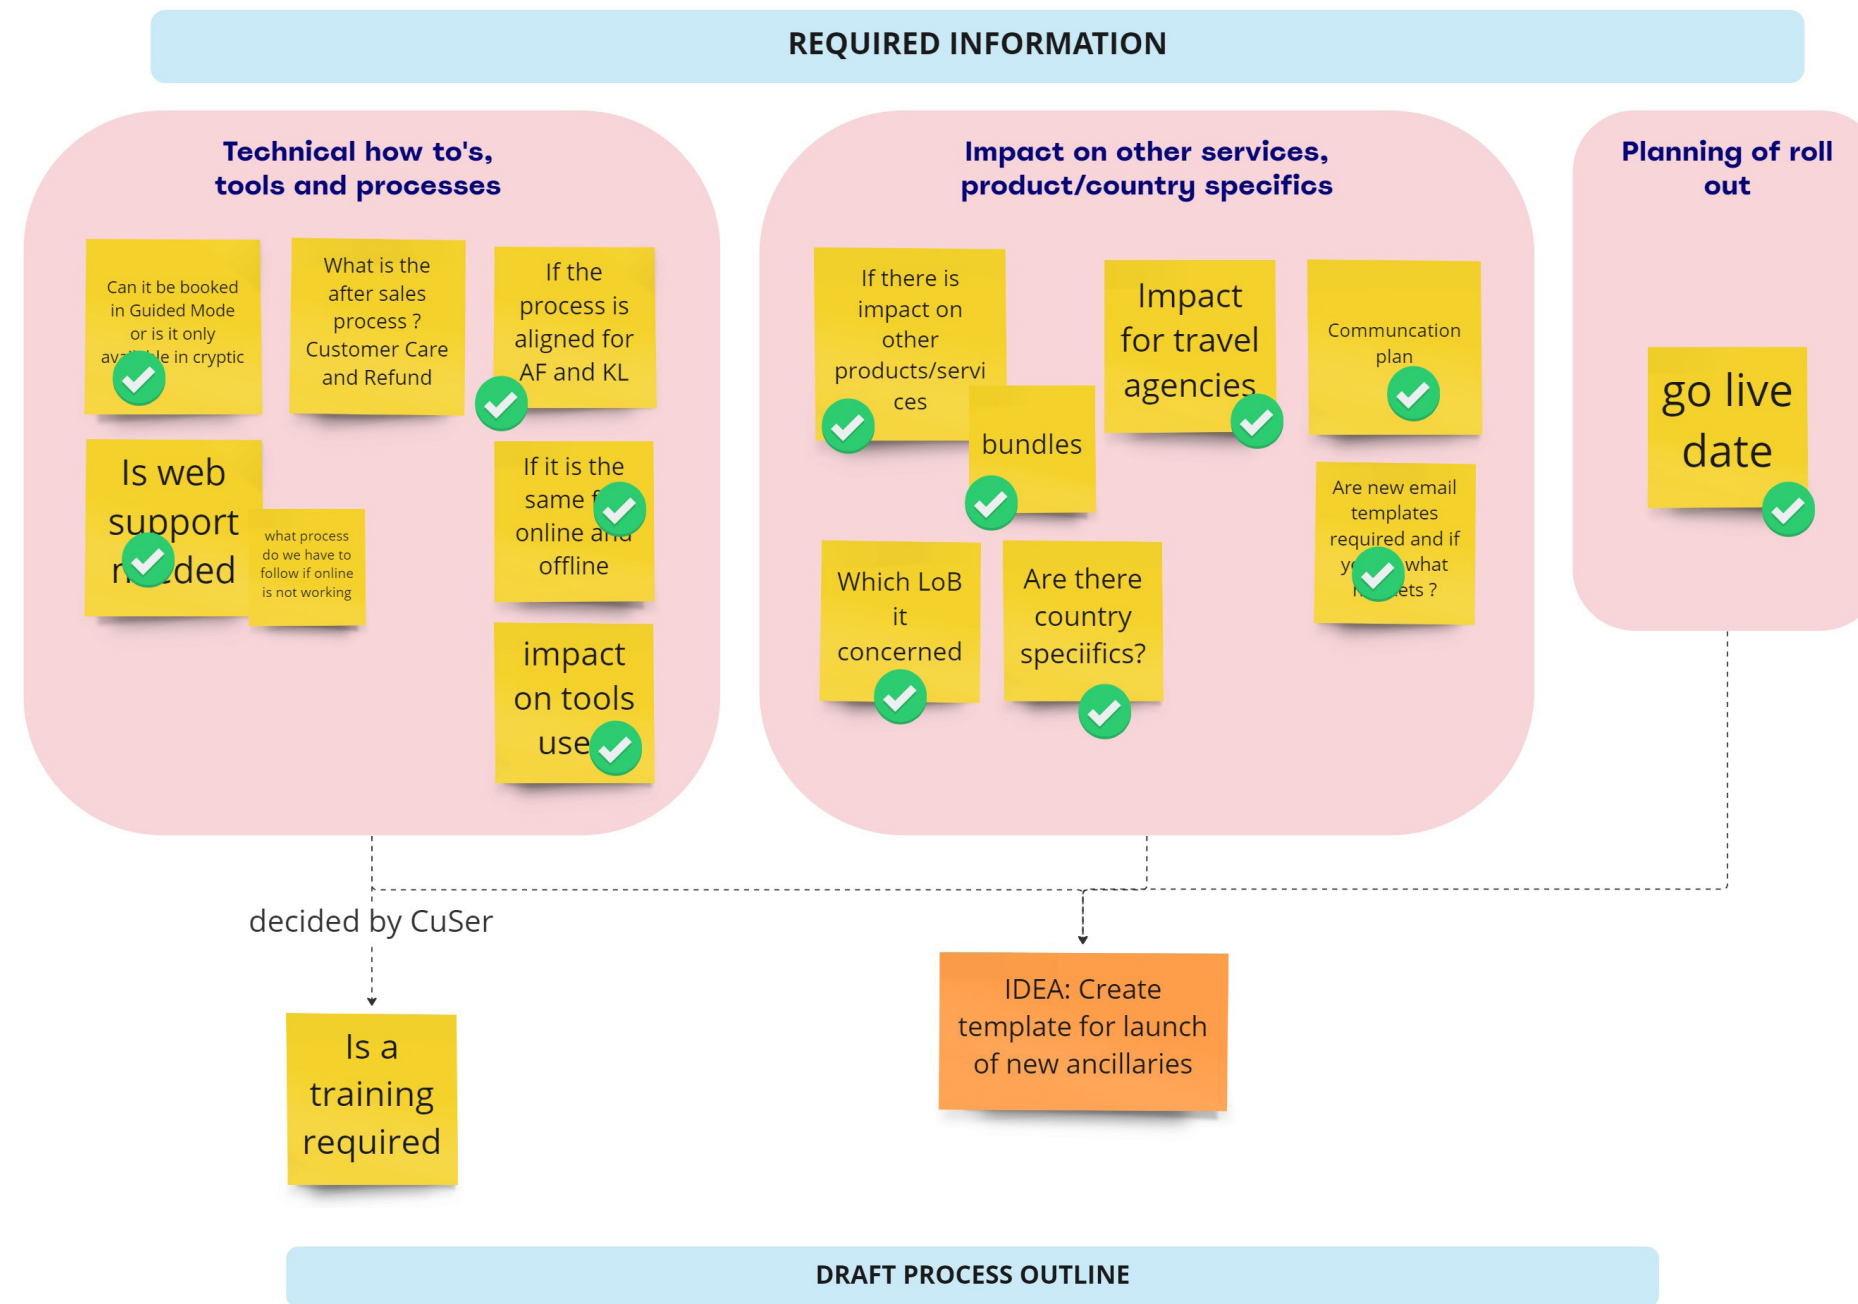 REQUIRED INFORMATION
Technical how to's,
tools and processes
Can it be booked
in Guided Mode
or is it only
in cryptic
What is the
after sales
process ?
Customer Care
and Refund
If the
process is
aligned for
AF and KL
Is web
support
what process
do we have to
follow if online
is not working
If it is the
same
online and
offline
impact
on tools
Impact on other services,
product/country specifics
If there is
impact on
other
products/servi
ces
bundles
Impact
for travel
agencies
Communcation
plan
Which LoB
it
concerned
Are there
country
speciifics?
Are new email
templates
required and if
what
?
Planning of roll
out
go live
date
decided by CuSer
Is a
training
required
IDEA: Create
template for launch
of new ancillaries
DRAFT PROCESS OUTLINE